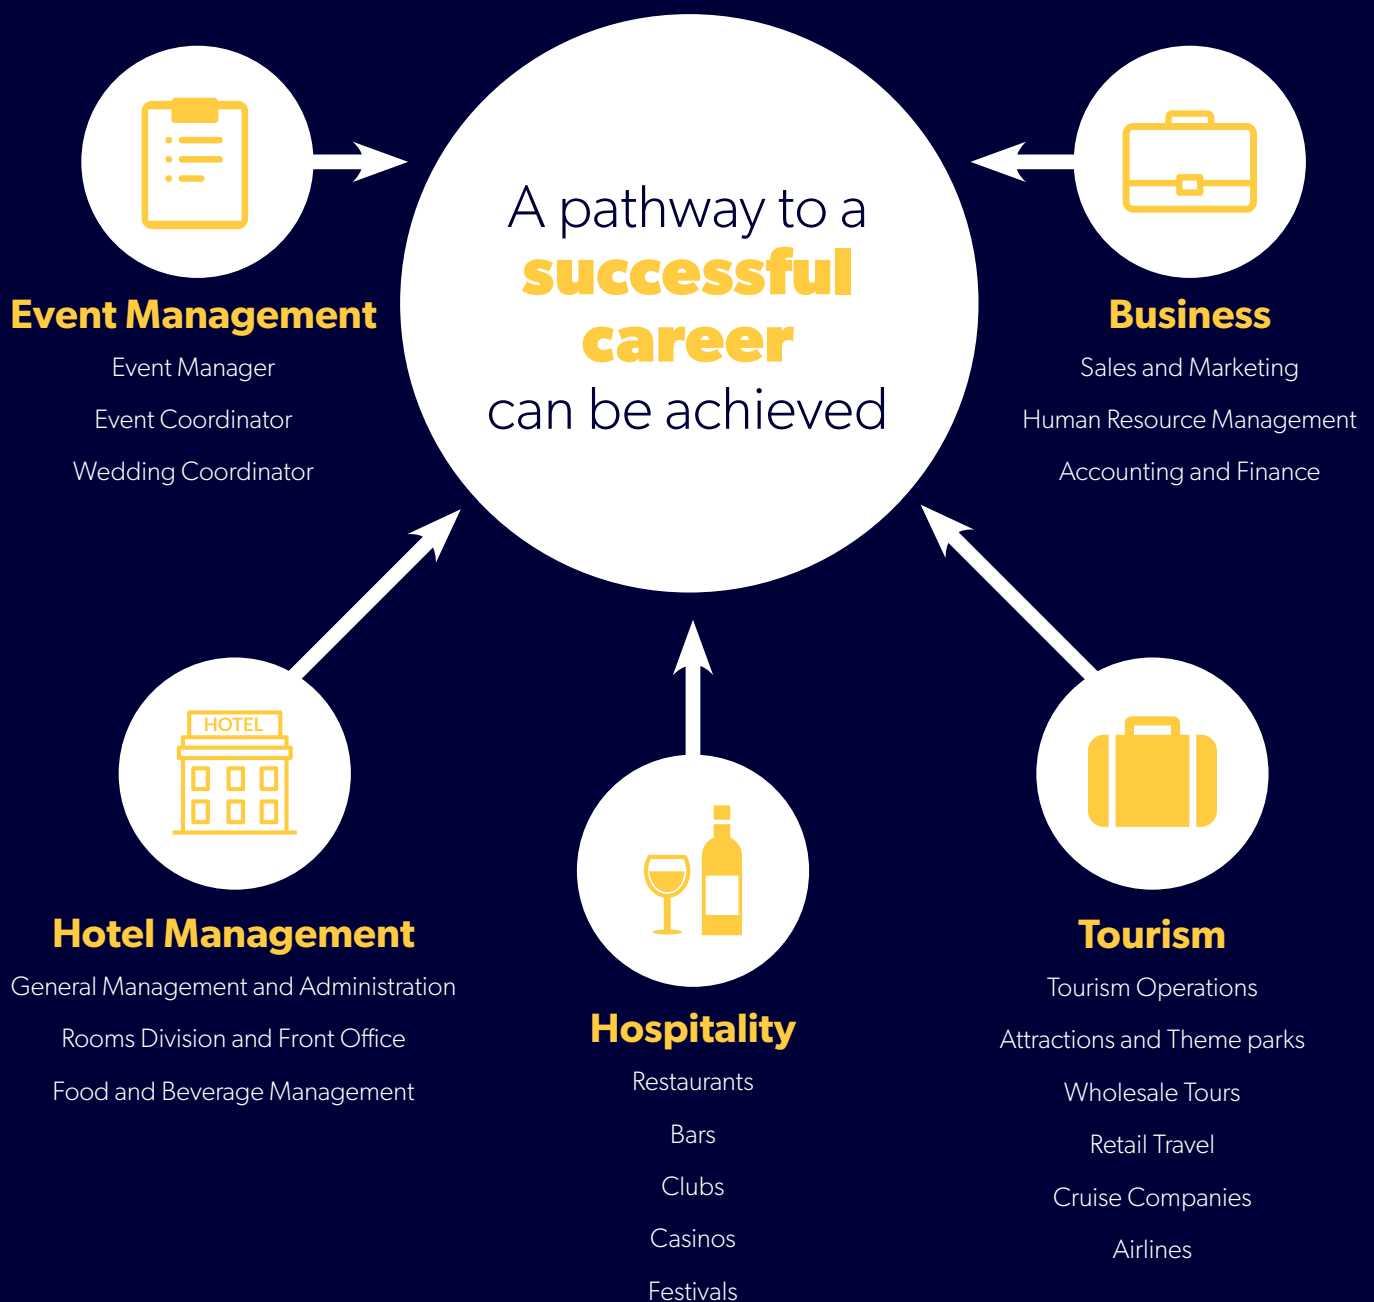 A pathway to a
successful
career
can be achieved
Event Management
Event Manager
Event Coordinator
Wedding Coordinator
Business
Sales and Marketing
Human Resource Management
Accounting and Finance
HOTEL
Hotel Management
General Management and Administration
Rooms Division and Front Office
Food and Beverage Management
Hospitality
Restaurants
Bars
Clubs
Casinos
Festivals
Tourism
Tourism Operations
Attractions and Theme parks
Wholesale Tours
Retail Travel
Cruise Companies
Airlines